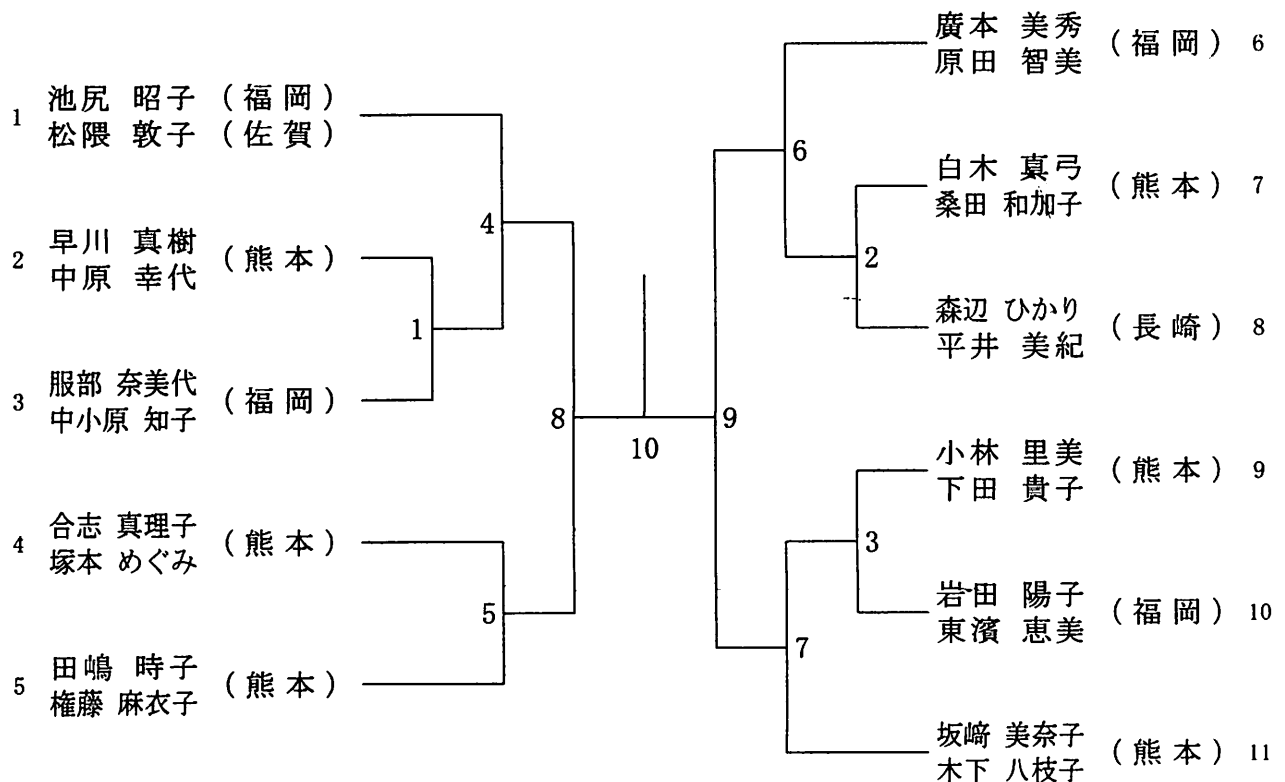 1 池尻 昭子 (福岡)
松隈 敦子 (佐賀)
2 早川 真樹 (熊本)
中原 幸代
3 服部 奈美代 (福岡)
中小原 知子
4 合志 真理子 (熊本)
塚本 めぐみ
5 田嶋 時子 (熊本)
権藤 麻衣子
4
1
8
5
10
廣本 美秀 (福岡) 6
原田 智美
白木 真弓 (熊本) 7
桑田 和加子
森辺 ひかり (長崎) 8
平井 美紀
小林 里美 (熊本) 9
下田 貴子
岩田 陽子 (福岡) 10
東濱 恵美
坂﨑 美奈子 (熊本) 11
木下 八枝子
6
2
9
3
7